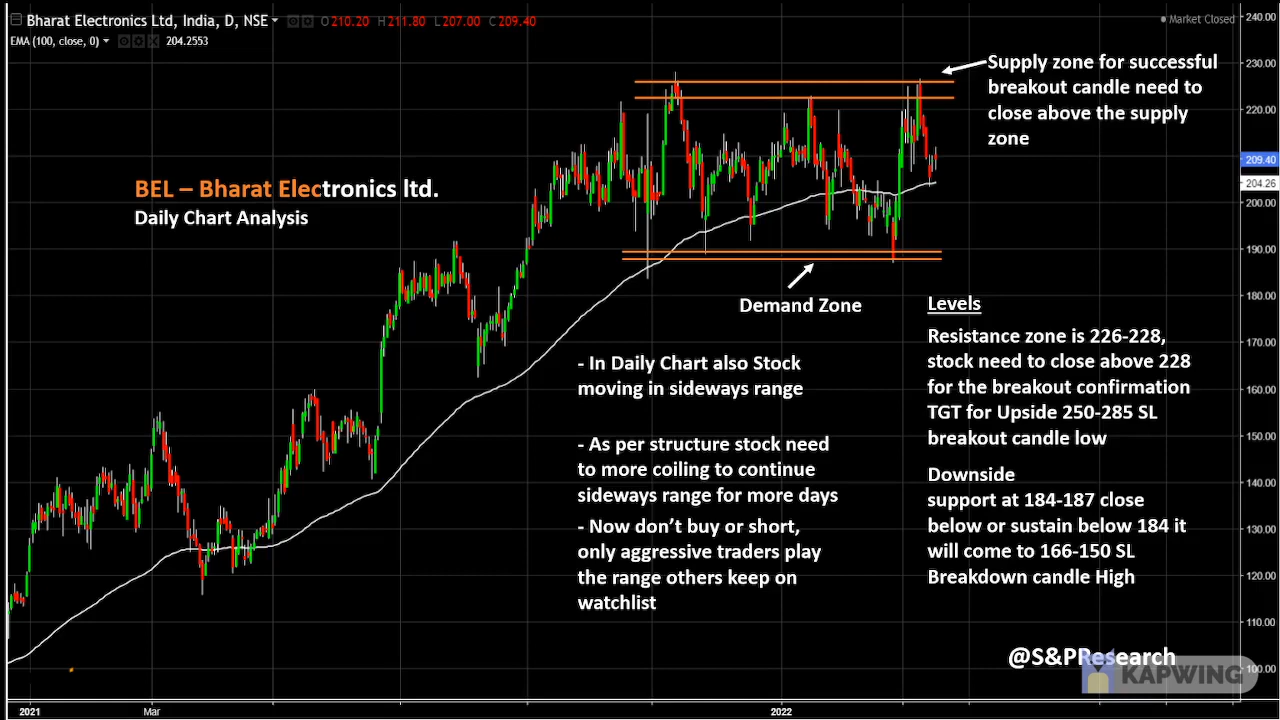 Bharat Electronics Ltd, India, D, NSE O210.20 H211.80 L207.00 C209.40
Market Closed
EMA (100, close, 0) 204.2553
240.00
230.00
220.00
209.40
204.26
200.00
190.00
180.00
170.00
160.00
150.00
140.00
130.00
120.00
110.00
100.00
Supply zone for successful
breakout candle need to
close above the supply
zone
BEL – Bharat Electronics ltd.
Daily Chart Analysis
Demand Zone
- In Daily Chart also Stock
moving in sideways range
- As per structure stock need
to more coiling to continue
sideways range for more days
- Now don’t buy or short,
only aggressive traders play
the range others keep on
watchlist
Levels
Resistance zone is 226-228,
stock need to close above 228
for the breakout confirmation
TGT for Upside 250-285 SL
breakout candle low
Downside
support at 184-187 close
below or sustain below 184 it
will come to 166-150 SL
Breakdown candle High
@S&PResearch
KAPWING
2021 Mar 2022